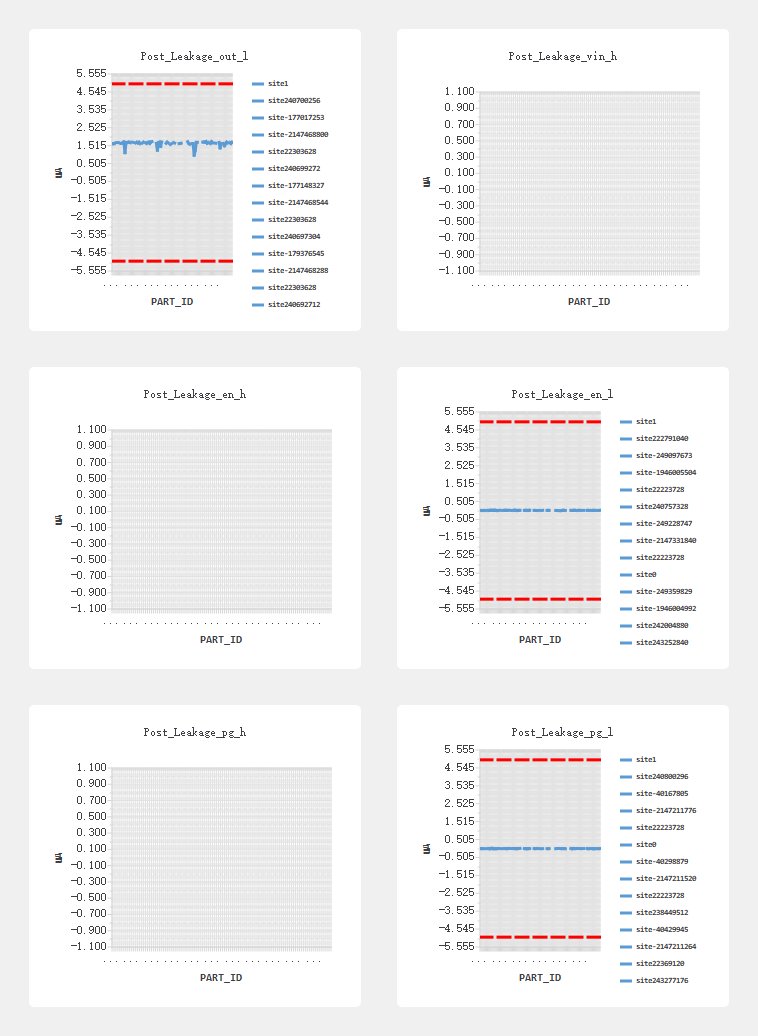 Post_Leakage_out_l
5.555
4.545
3.535
2.525
1.515
0.505
-0.505
-1.515
-2.525
-3.535
-4.545
-5.555
UA
PART_ID
site1
site240700256
site-177017253
site-2147468800
site22303628
site240699272
site-177148327
site-2147468544
site22303628
site240697304
site-179376545
site-2147468288
site22303628
site240692712
Post_Leakage_vin_h
1.100
0.900
0.700
0.500
0.300
0.100
-0.100
-0.300
-0.500
-0.700
-0.900
-1.100
UA
PART_ID
Post_Leakage_en_h
1.100
0.900
0.700
0.500
0.300
0.100
-0.100
-0.300
-0.500
-0.700
-0.900
-1.100
UA
PART_ID
Post_Leakage_en_l
5.555
4.545
3.535
2.525
1.515
0.505
-0.505
-1.515
-2.525
-3.535
-4.545
-5.555
UA
PART_ID
site1
site222791040
site-249097673
site-1946005504
site22223728
site240757328
site-249228747
site-2147331840
site22223728
site0
site-249359829
site-1946004992
site242004880
site243252840
Post_Leakage_pg_h
1.100
0.900
0.700
0.500
0.300
0.100
-0.100
-0.300
-0.500
-0.700
-0.900
-1.100
UA
PART_ID
Post_Leakage_pg_l
5.555
4.545
3.535
2.525
1.515
0.505
-0.505
-1.515
-2.525
-3.535
-4.545
-5.555
UA
PART_ID
site1
site240800296
site-40167805
site-2147211776
site22223728
site0
site-40298879
site-2147211520
site22223728
site238449512
site-40429945
site-2147211264
site22369120
site243277176